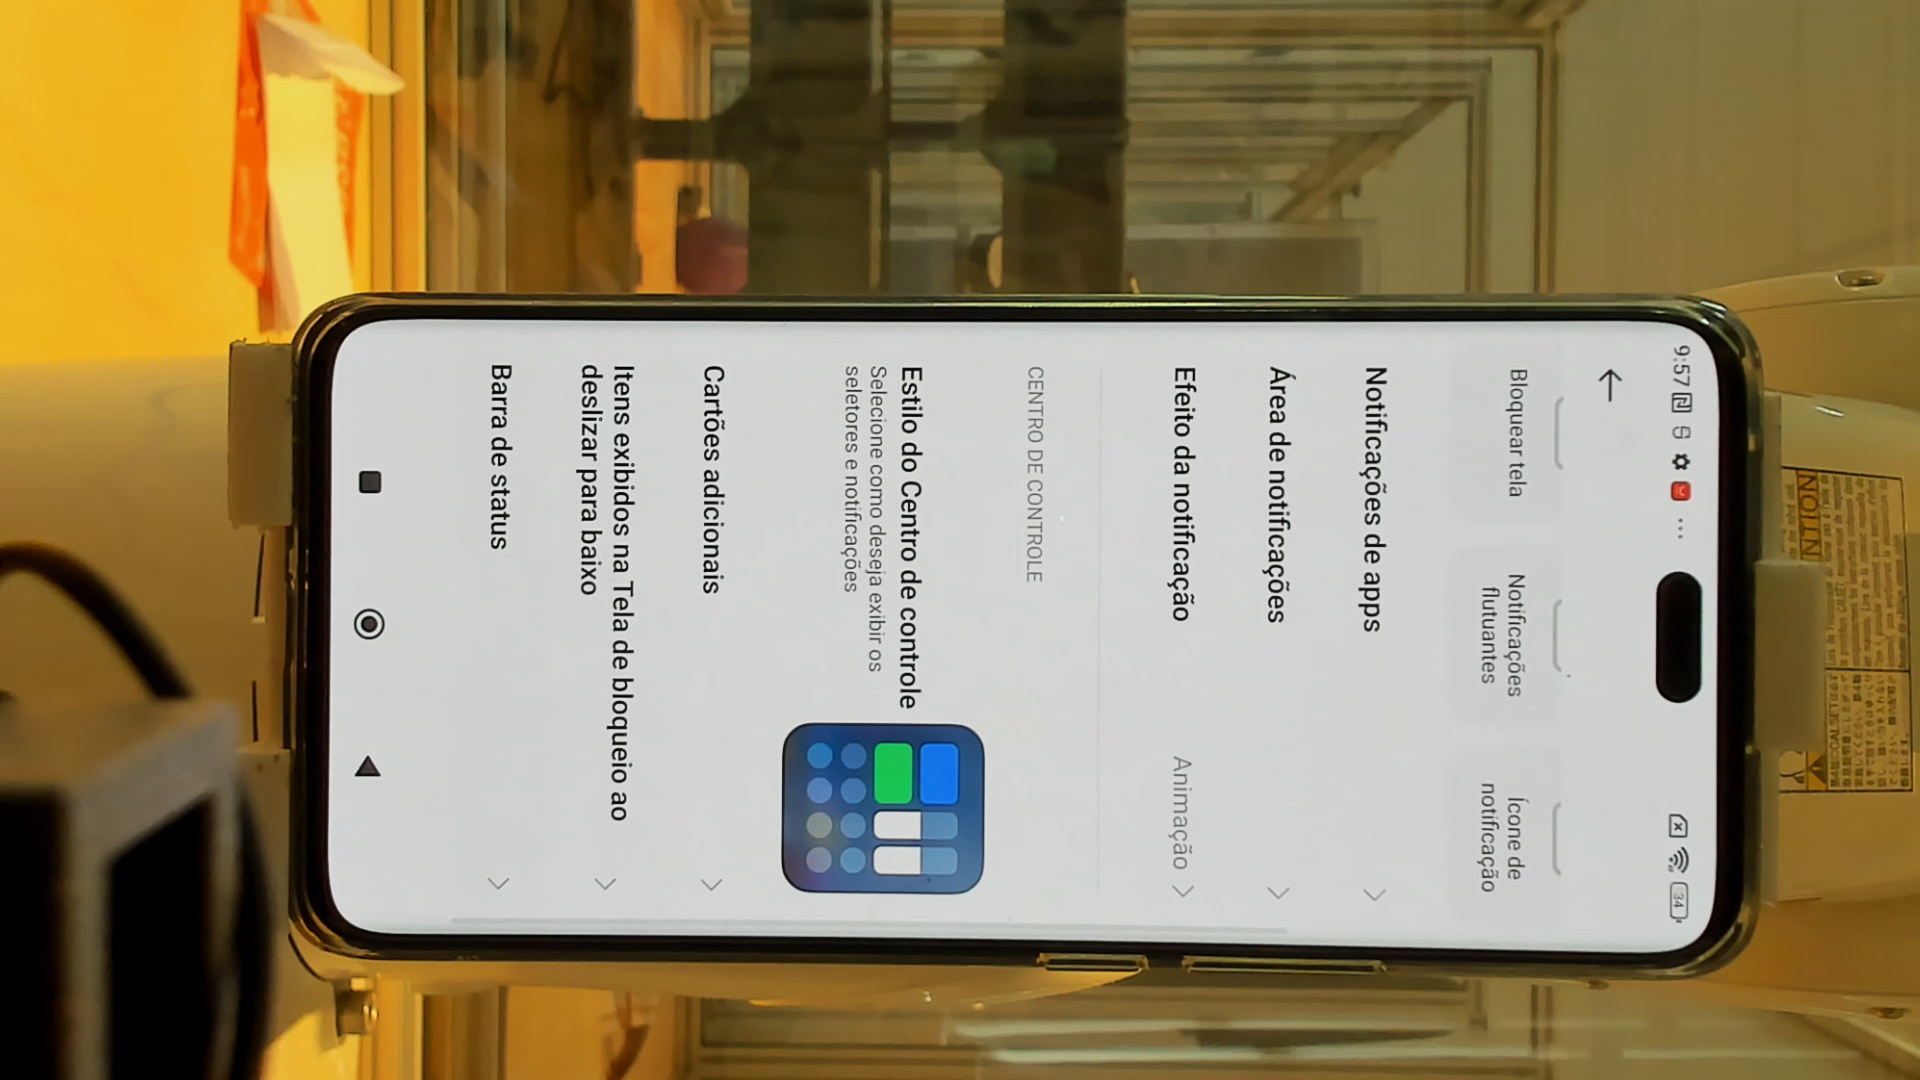 9:57
34
Bloquear tela
Notificações
flutuantes
Ícone de
notificação
Notificações de apps
Área de notificações
Efeito da notificação
Animação
CENTRO DE CONTROLE
Estilo do Centro de controle
Selecione como deseja exibir os
seletores e notificações
Cartões adicionais
Itens exibidos na Tela de bloqueio ao
deslizar para baixo
Barra de status